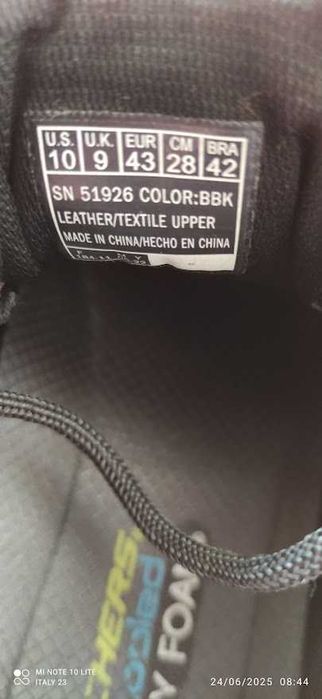 U.S. U.K. EUR CM BRA
10 9 43 28 42
SN 51926 COLOR:BBK
LEATHER/TEXTILE UPPER
MADE IN CHINA/HECHO EN CHINA
MI NOTE 10 LITE
ITALY 23
24/06/2025 08:44